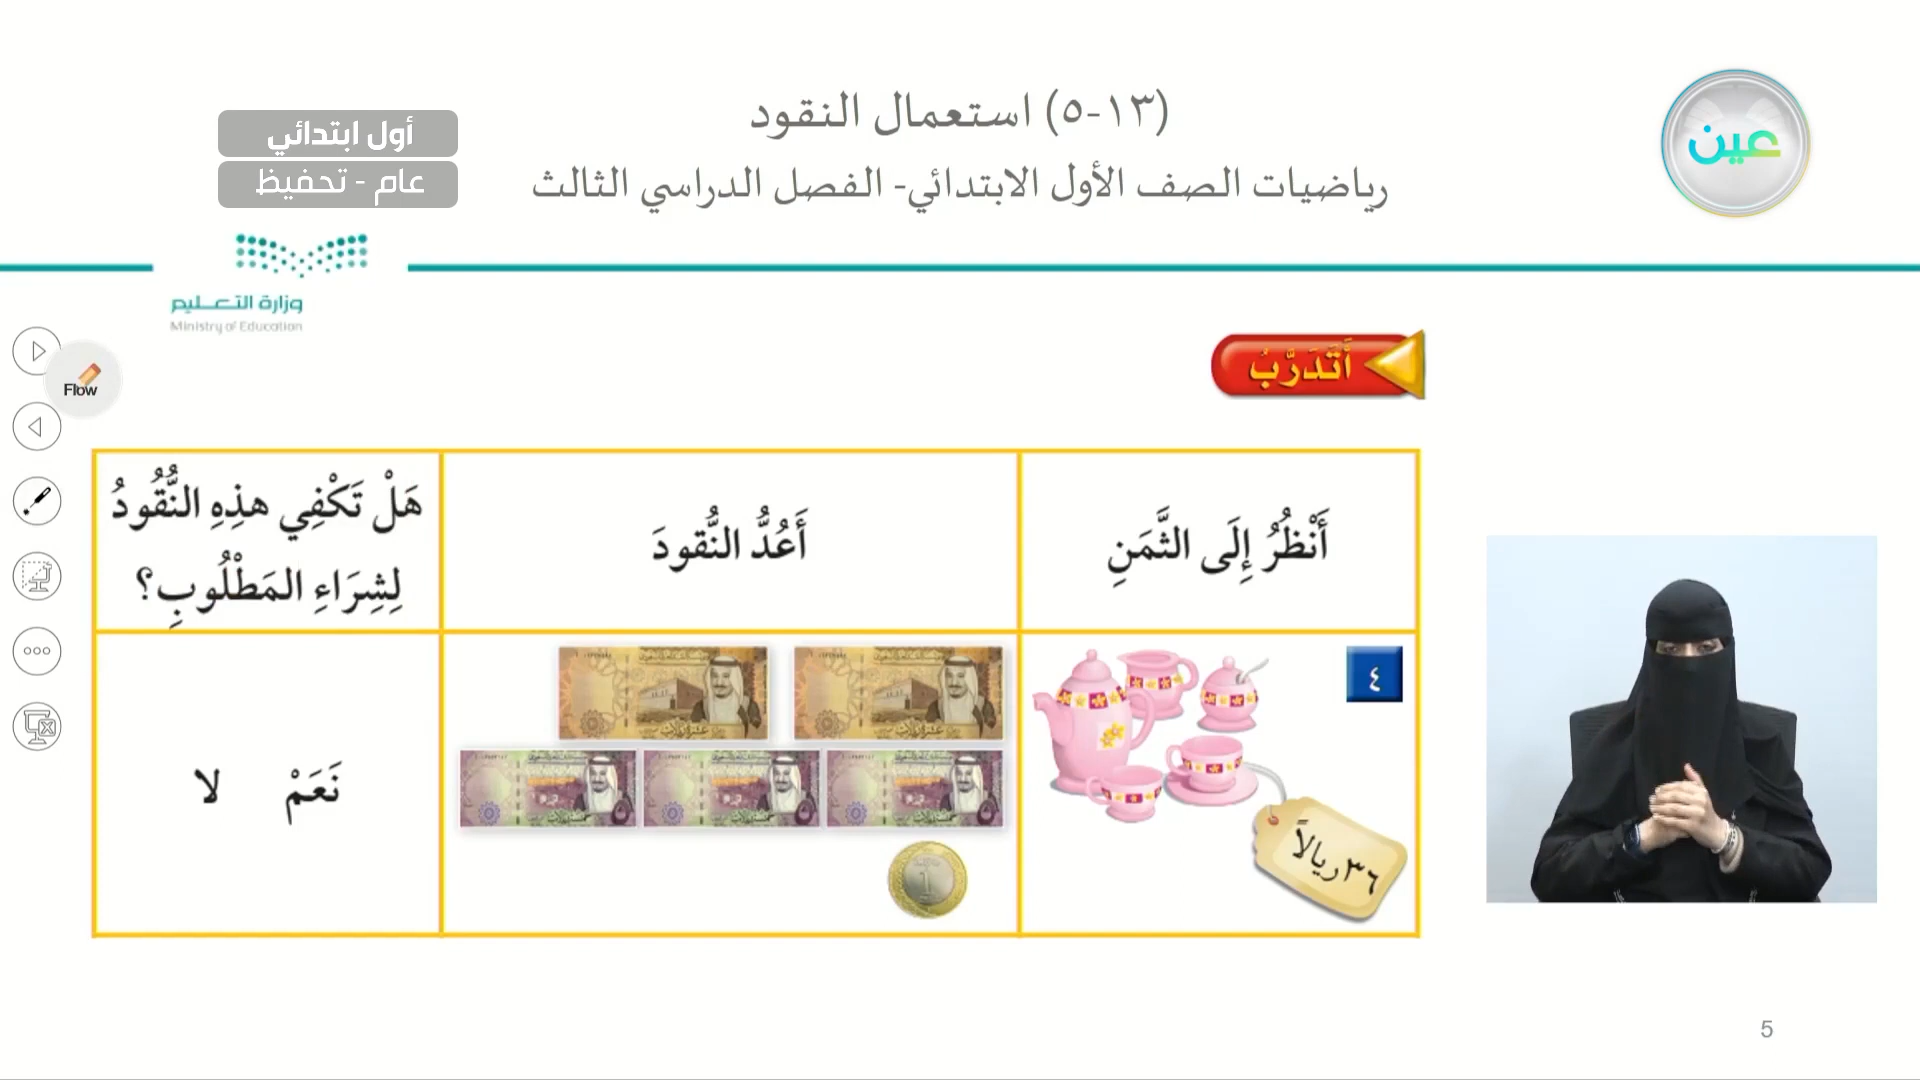 (١٣-٥) استعمال النقود
رياضيات الصف الأول الابتدائي- الفصل الدراسي الثالث
عين
أول ابتدائي
عام - تحفيظ
وزارة التعليم
Ministry of Education
Flow
أَتَدَرَّبُ
أَنْظُرُ إِلَى الثَّمَنِ
أَعُدُّ النُّقودَ
هَلْ تَكْفِي هذِهِ النُّقُودُ
لِشِرَاءِ المَطْلُوبِ؟
٤
٣٦ ريالاً
نَعَمْ لا
5